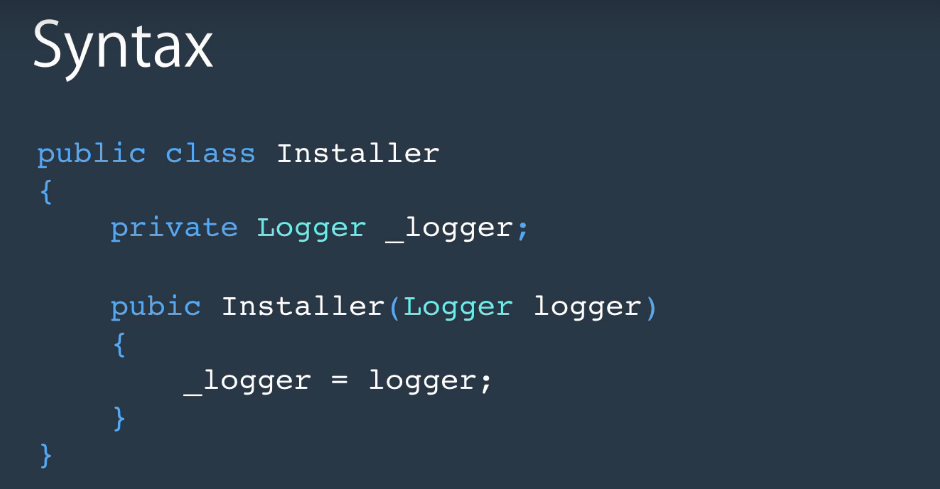 Syntax
public class Installer
{
    private Logger _logger;
    pubic Installer(Logger logger)
    {
        _logger = logger;
    }
}